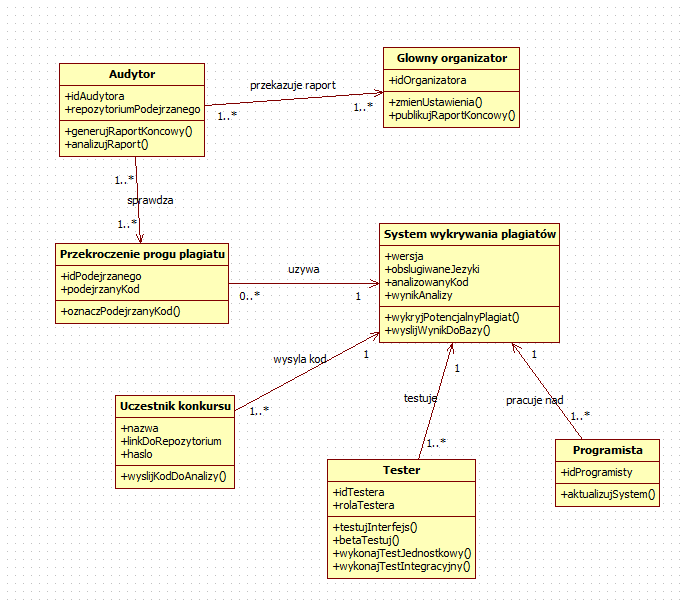 Audytor
+idAudytora
+repozytoriumPodejrzanego
+generujRaportKoncowy()
+analizujRaport()
przekazuje raport
1..*
1..*
Glowny organizator
+idOrganizatora
+zmienUstawienia()
+publikujRaportKoncowy()
1..*
sprawdza
1..*
Przekroczenie progu plagiatu
+idPodejrzanego
+podejrzanyKod
+oznaczPodejrzanyKod()
uzywa
0..*
1
System wykrywania plagiatów
+wersja
+obslugiwaneJezyki
+analizowanyKod
+wynikAnalizy
+wykryjPotencjalnyPlagiat()
+wyslijWynikDoBazy()
wysyla kod
1
1..*
Uczestnik konkursu
+nazwa
+linkDoRepozytorium
+haslo
+wyslijKodDoAnalizy()
1
testuje
1..*
Tester
+idTestera
+rolaTestera
+testujInterfejs()
+betaTestuj()
+wykonajTestJednostkowy()
+wykonajTestIntegracyjny()
1
pracuje nad
1..*
Programista
+idProgramisty
+aktualizujSystem()